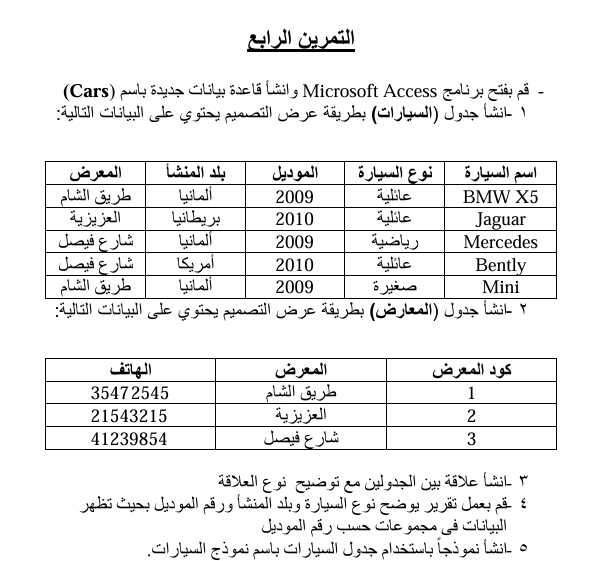 التمرين الرابع
- قم بفتح برنامج Microsoft Access وانشأ قاعدة بيانات جديدة باسم (Cars)
١ -انشأ جدول (السيارات) بطريقة عرض التصميم يحتوي على البيانات التالية:
اسم السيارة نوع السيارة الموديل بلد المنشأ المعرض
BMW X5 عائلية 2009 ألمانيا طريق الشام
Jaguar عائلية 2010 بريطانيا العزيزية
Mercedes رياضية 2009 ألمانيا شارع فيصل
Bently عائلية 2010 أمريكا شارع فيصل
Mini صغيرة 2009 ألمانيا طريق الشام
٢ -انشأ جدول (المعارض) بطريقة عرض التصميم يحتوي على البيانات التالية:
كود المعرض المعرض الهاتف
1 طريق الشام 35472545
2 العزيزية 21543215
3 شارع فيصل 41239854
٣ -انشأ علاقة بين الجدولين مع توضيح نوع العلاقة
٤ -قم بعمل تقرير يوضح نوع السيارة وبلد المنشأ ورقم الموديل بحيث تظهر
البيانات فى مجموعات حسب رقم الموديل
٥ -انشأ نموذجاً باستخدام جدول السيارات باسم نموذج السيارات.